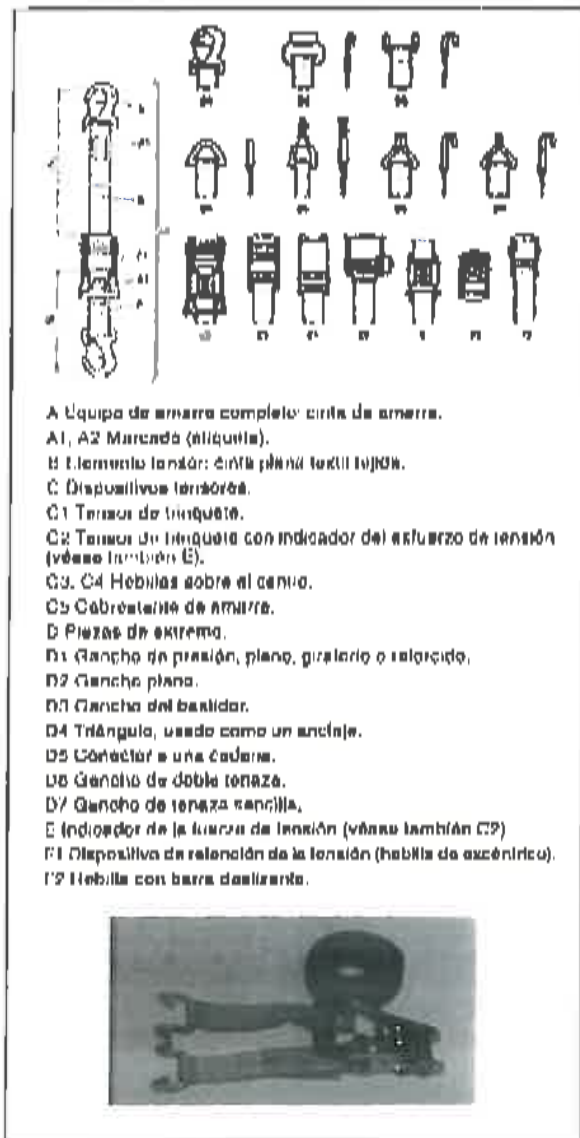 A Equipo de amarre completo: cinta de amarre.
A1, A2 Marcado (etiqueta).
B Elemento tensor: cinta plana textil tejida.
C Dispositivos tensores.
C1 Tensor de trinquete.
C2 Tensor de trinquete con indicador del esfuerzo de tensión
(véase también E).
C3, C4 Hebillas sobre el centro.
C5 Cabrestante de amarre.
D Piezas de extremo.
D1 Gancho de presión, plano, giratorio o retorcido.
D2 Gancho plano.
D3 Gancho del bastidor.
D4 Triángulo, usado como un anclaje.
D5 Conector a una cadena.
D6 Gancho de doble tenaza.
D7 Gancho de tenaza sencilla.
E Indicador de la fuerza de tensión (véase también C2)
F1 Dispositivo de retención de la tensión (hebilla de excéntrico).
F2 Hebilla con barra deslizante.